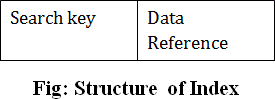 Search key
Data
Reference
Fig: Structure of Index